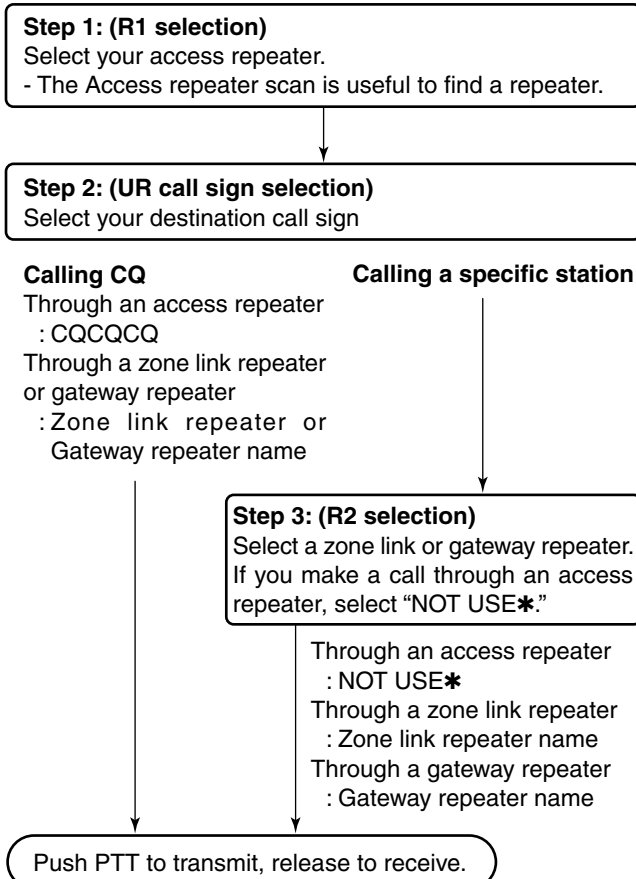 Step 1: (R1 selection)
Select your access repeater.
- The Access repeater scan is useful to find a repeater.
Step 2: (UR call sign selection)
Select your destination call sign
Calling CQ
Through an access repeater
: CQCQCQ
Through a zone link repeater
or gateway repeater
: Zone link repeater or
Gateway repeater name
Calling a specific station
Step 3: (R2 selection)
Select a zone link or gateway repeater.
If you make a call through an access
repeater, select “NOT USE✱.”
Through an access repeater
: NOT USE✱
Through a zone link repeater
: Zone link repeater name
Through a gateway repeater
: Gateway repeater name
Push PTT to transmit, release to receive.